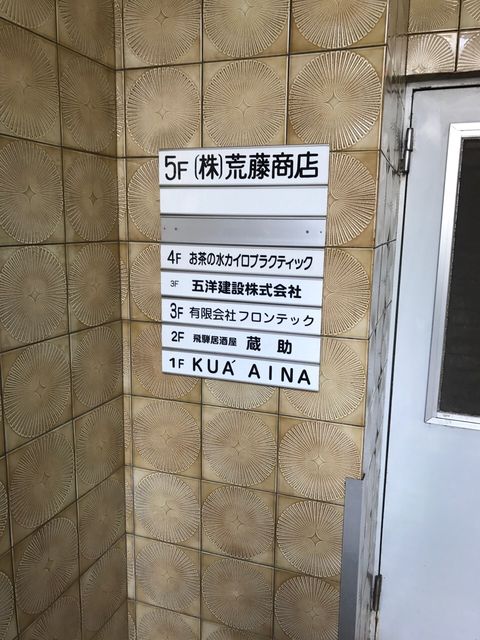 5F (株)荒藤商店
4F お茶の水カイロプラクティック
3F 五洋建設株式会社
3F 有限会社フロンテック
2F 飛騨居酒屋 蔵助
1F KUA´AINA